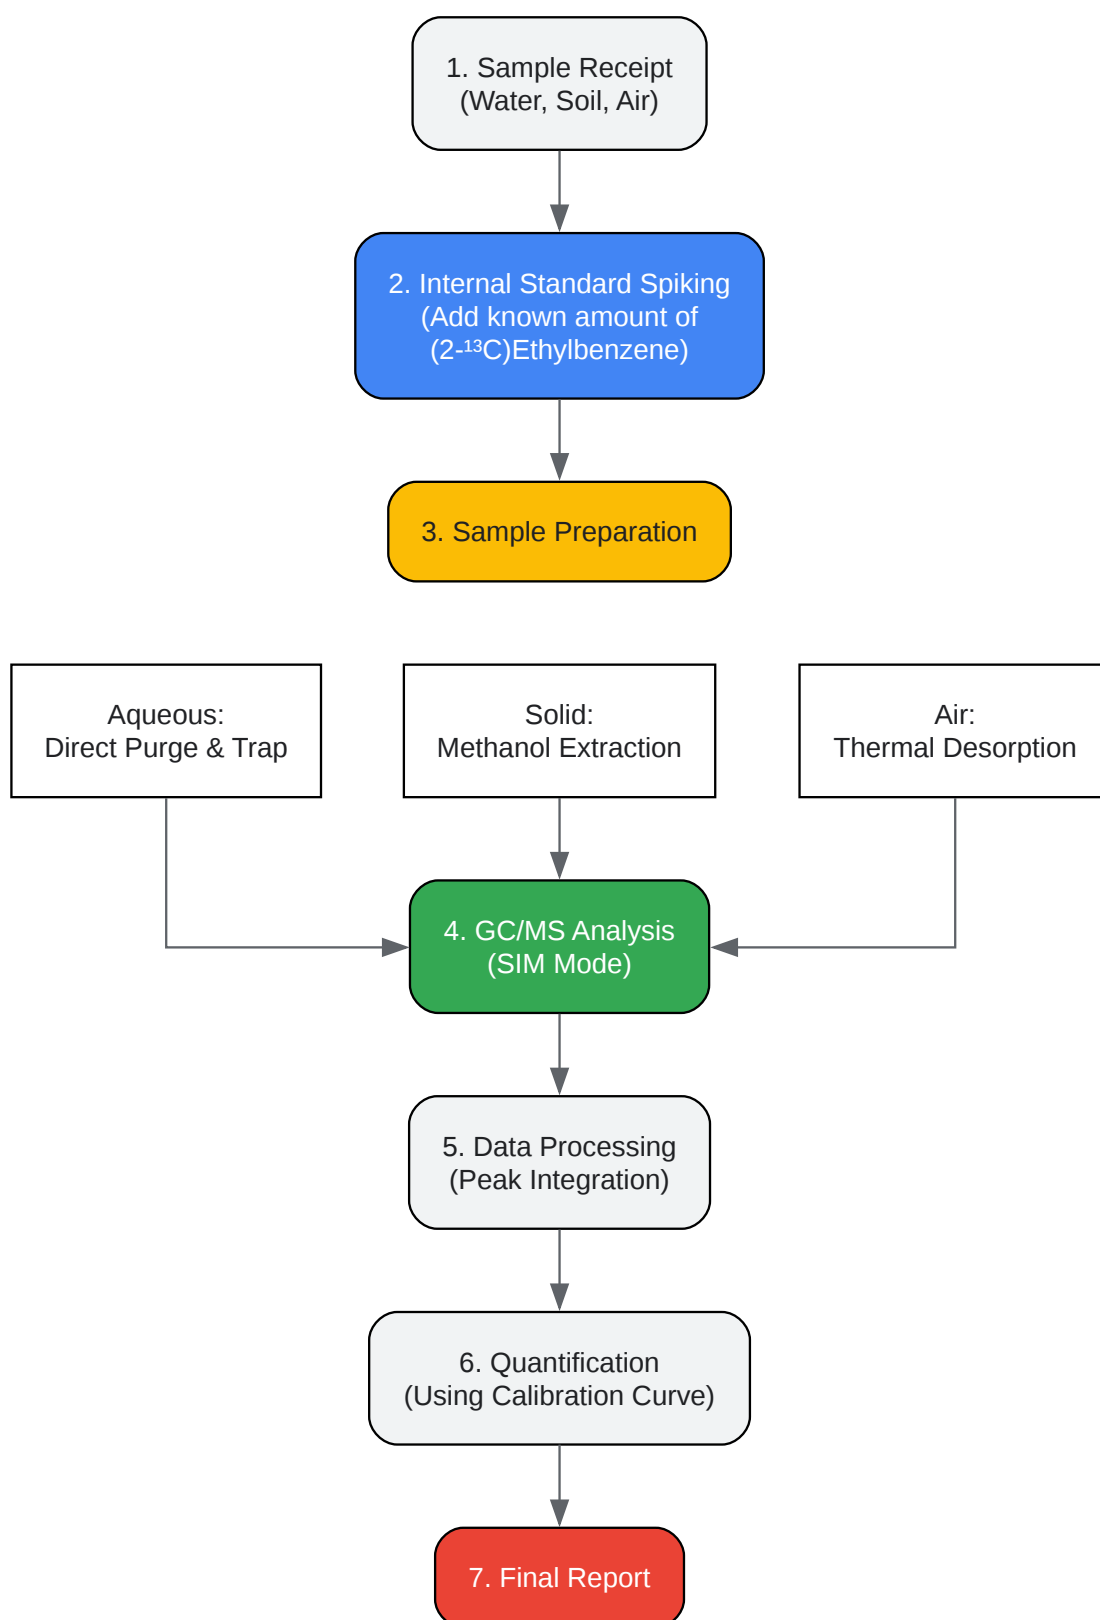 1. Sample Receipt
(Water, Soil, Air)
2. Internal Standard Spiking
(Add known amount of
(2-¹³C)Ethylbenzene)
3. Sample Preparation
Aqueous:
Direct Purge & Trap
Solid:
Methanol Extraction
Air:
Thermal Desorption
4. GC/MS Analysis
(SIM Mode)
5. Data Processing
(Peak Integration)
6. Quantification
(Using Calibration Curve)
7. Final Report